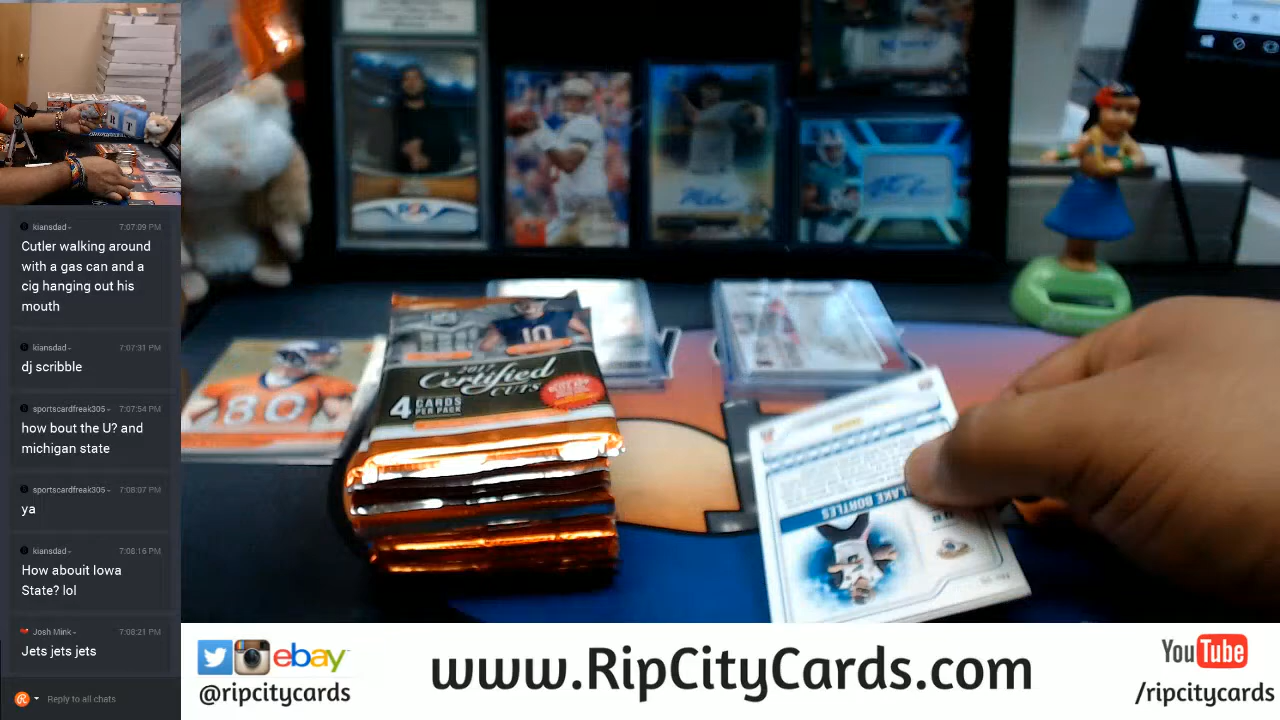 kiansdad- 7:07:09 PM
Cutler walking around
with a gas can and a
cig hanging out his
mouth
kiansdad- 7:07:31 PM
dj scribble
sportscardfreak305- 7:07:54 PM
how bout the U? and
michigan state
sportscardfreak305- 7:08:07 PM
ya
kiansdad- 7:08:16 PM
How abouit Iowa
State? lol
Josh Mink- 7:08:21 PM
Jets jets jets
Reply to all chats
80
10
2017
Certified
CUTS
4 CARDS
PER PACK
LAKE BORTLES
ebay
@ripcitycards
www.RipCityCards.com
YouTube
/ripcitycards